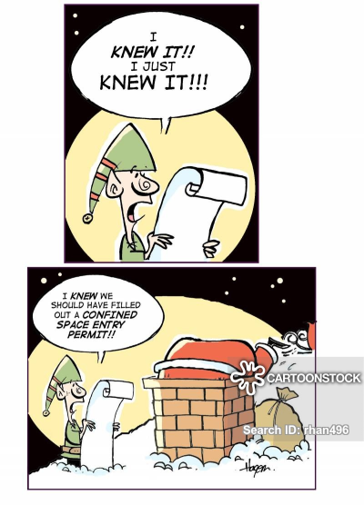 I
KNEW IT!!
I JUST
KNEW IT!!!
I KNEW WE
SHOULD HAVE FILLED
OUT A CONFINED
SPACE ENTRY
PERMIT!!
CARTOONSTOCK
.com
Search ID: rhan496
Hagen